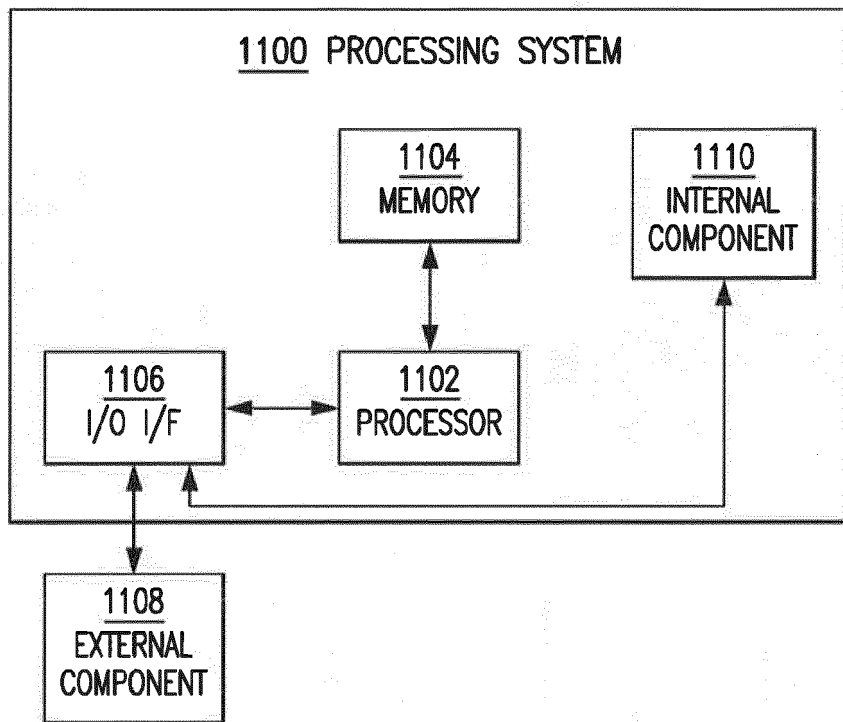 1100 PROCESSING SYSTEM
1104
MEMORY
1110
INTERNAL
COMPONENT
1106
I/O I/F
1102
PROCESSOR
1108
EXTERNAL
COMPONENT